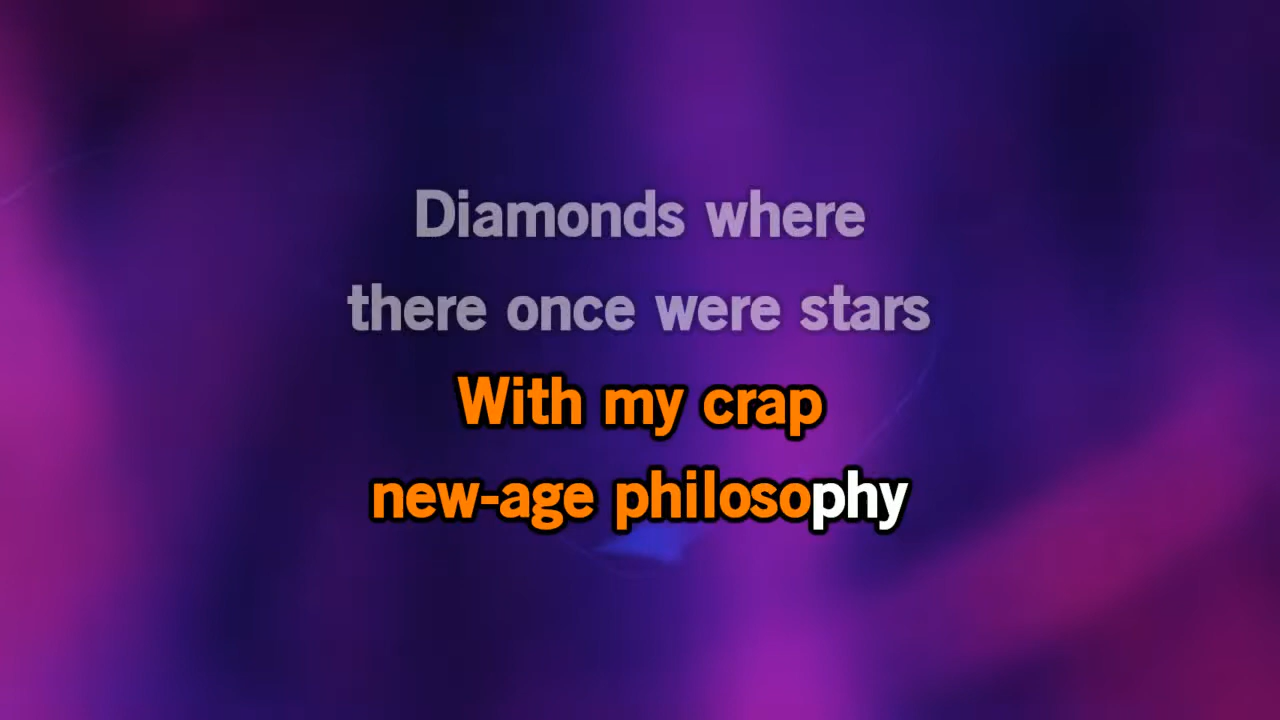 Diamonds where
there once were stars
With my crap
new-age philosophy